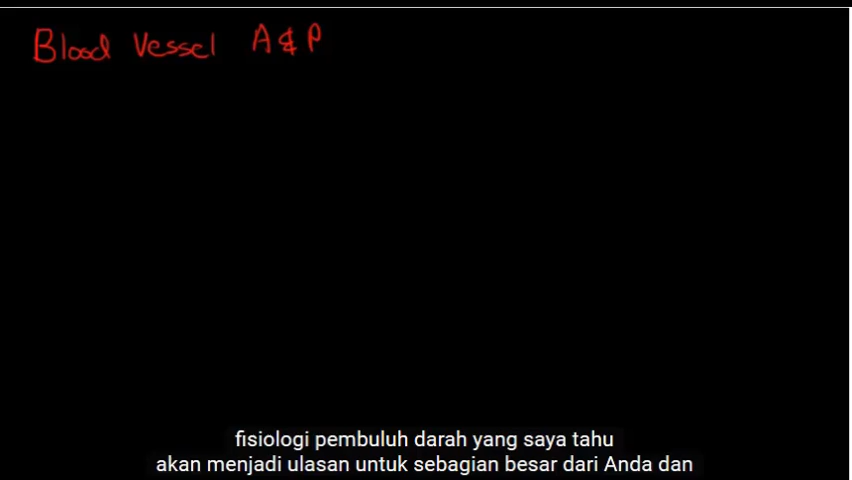 Blood Vessel A & P
fisiologi pembuluh darah yang saya tahu
akan menjadi ulasan untuk sebagian besar dari Anda dan